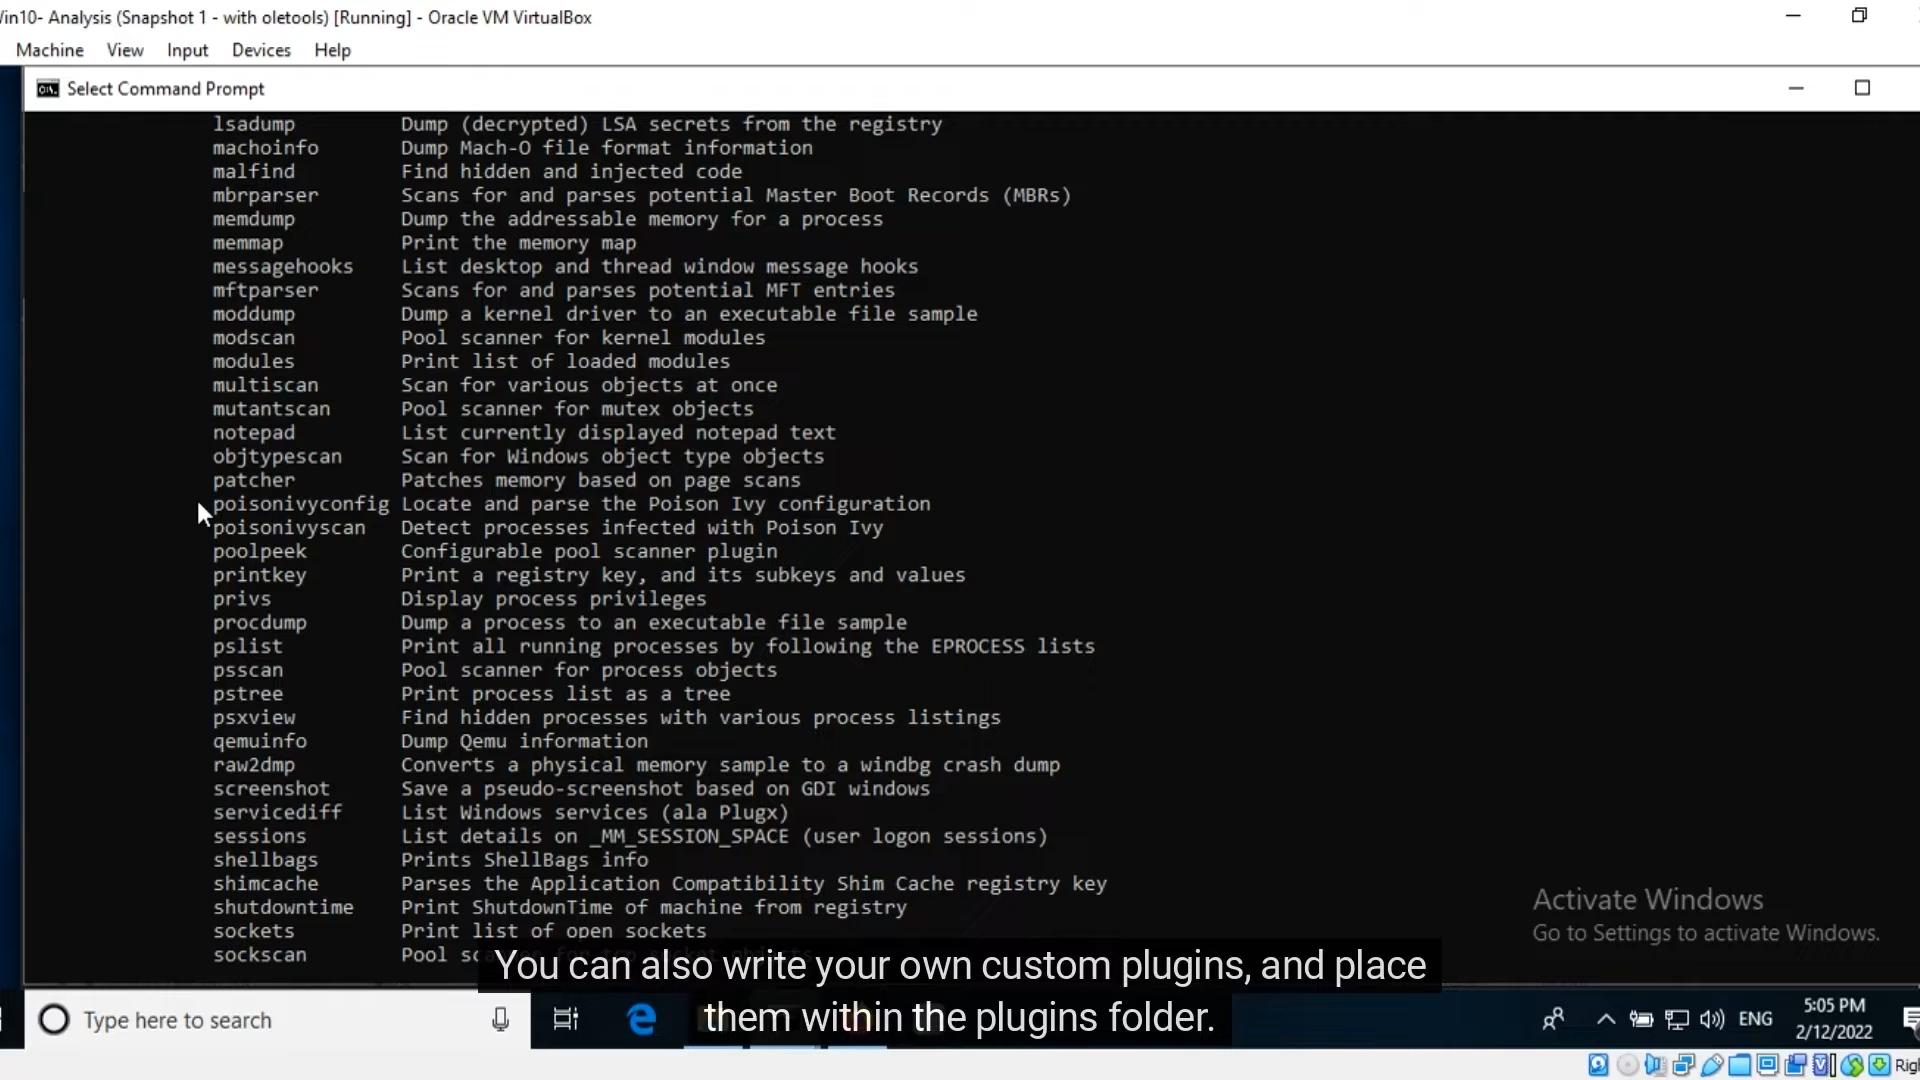 in10- Analysis (Snapshot 1 - with oletools) [Running] - Oracle VM VirtualBox
Machine View Input Devices Help
Select Command Prompt
lsadump Dump (decrypted) LSA secrets from the registry
machoinfo Dump Mach-O file format information
malfind Find hidden and injected code
mbrparser Scans for and parses potential Master Boot Records (MBRs)
memdump Dump the addressable memory for a process
memmap Print the memory map
messagehooks List desktop and thread window message hooks
mftparser Scans for and parses potential MFT entries
moddump Dump a kernel driver to an executable file sample
modscan Pool scanner for kernel modules
modules Print list of loaded modules
multiscan Scan for various objects at once
mutantscan Pool scanner for mutex objects
notepad List currently displayed notepad text
objtypescan Scan for Windows object type objects
patcher Patches memory based on page scans
poisonivyconfig Locate and parse the Poison Ivy configuration
poisonivyscan Detect processes infected with Poison Ivy
poolpeek Configurable pool scanner plugin
printkey Print a registry key, and its subkeys and values
privs Display process privileges
procdump Dump a process to an executable file sample
pslist Print all running processes by following the EPROCESS lists
psscan Pool scanner for process objects
pstree Print process list as a tree
psxview Find hidden processes with various process listings
qemuinfo Dump Qemu information
raw2dmp Converts a physical memory sample to a windbg crash dump
screenshot Save a pseudo-screenshot based on GDI windows
servicediff List Windows services (ala Plugx)
sessions List details on _MM_SESSION_SPACE (user logon sessions)
shellbags Prints ShellBags info
shimcache Parses the Application Compatibility Shim Cache registry key
shutdowntime Print ShutdownTime of machine from registry
sockets Print list of open sockets
sockscan Pool
Activate Windows
Go to Settings to activate Windows.
You can also write your own custom plugins, and place
them within the plugins folder.
Type here to search
ENG
5:05 PM
2/12/2022
Rig